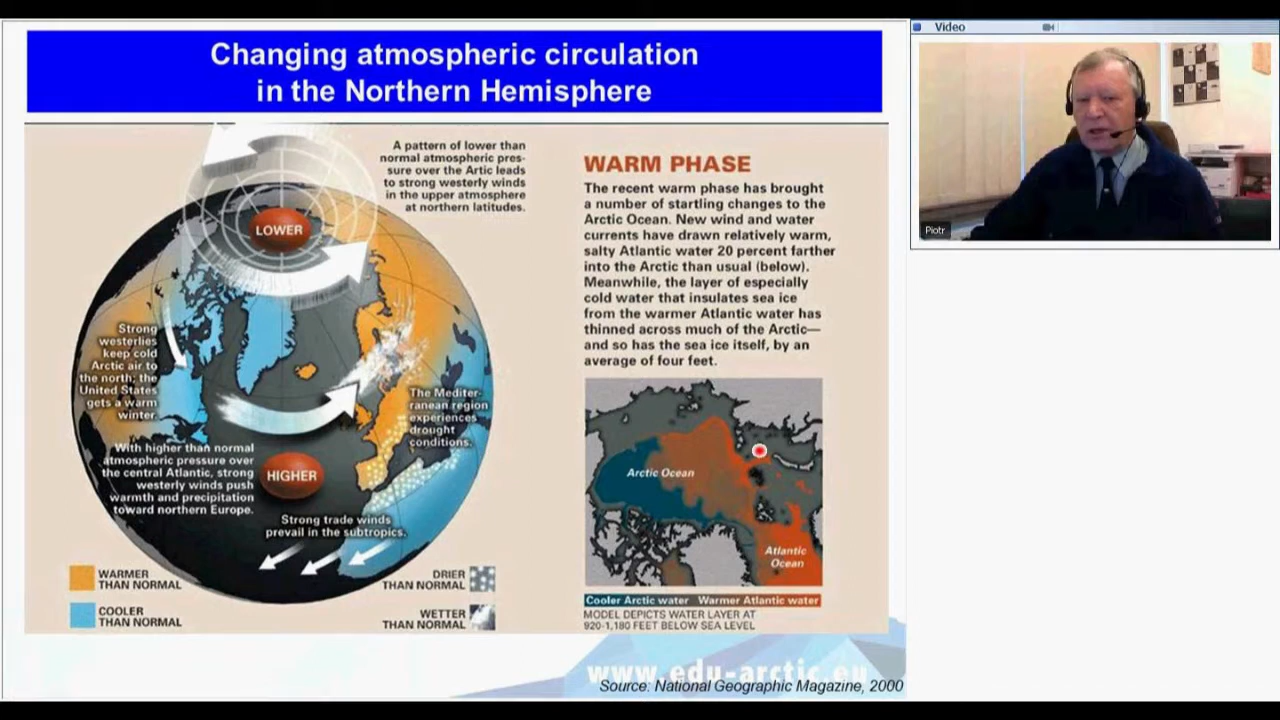 Changing atmospheric circulation
in the Northern Hemisphere
A pattern of lower than
normal atmospheric pres-
sure over the Artic leads
to strong westerly winds
in the upper atmosphere
at northern latitudes.
LOWER
Strong
westerlies
keep cold
Arctic air to
the north; the
United States
gets a warm
winter.
The Mediter-
ranean region
experiences
drought
conditions.
With higher than normal
atmospheric pressure over
the central Atlantic, strong
westerly winds push
warmth and precipitation
toward northern Europe.
HIGHER
Strong trade winds
prevail in the subtropics.
WARMER
THAN NORMAL
COOLER
THAN NORMAL
DRIER
THAN NORMAL
WETTER
THAN NORMAL
WARM PHASE
The recent warm phase has brought
a number of startling changes to the
Arctic Ocean. New wind and water
currents have drawn relatively warm,
salty Atlantic water 20 percent farther
into the Arctic than usual (below).
Meanwhile, the layer of especially
cold water that insulates sea ice
from the warmer Atlantic water has
thinned across much of the Arctic—
and so has the sea ice itself, by an
average of four feet.
Arctic Ocean
Atlantic
Ocean
Cooler Arctic water Warmer Atlantic water
MODEL DEPICTS WATER LAYER AT
920-1,180 FEET BELOW SEA LEVEL
www.edu-arctic.eu
Source: National Geographic Magazine, 2000
Video
Piotr